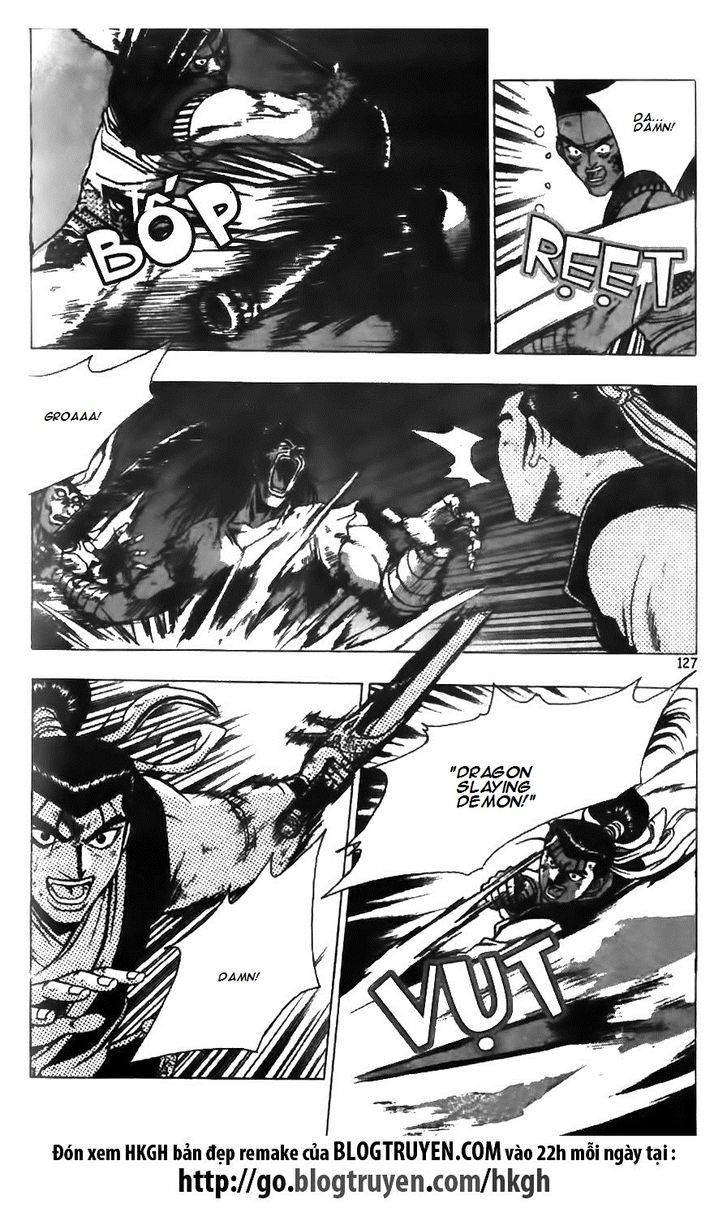 BỐP
DA...
DAMN!
RẸẸT
GROAAA!
127
DAMN!
"DRAGON
SLAYING
DEMON!"
VỤT
Đón xem HKGH bản đẹp remake của BLOGTRUYEN.COM vào 22h mỗi ngày tại :
http://go.blogtruyen.com/hkgh